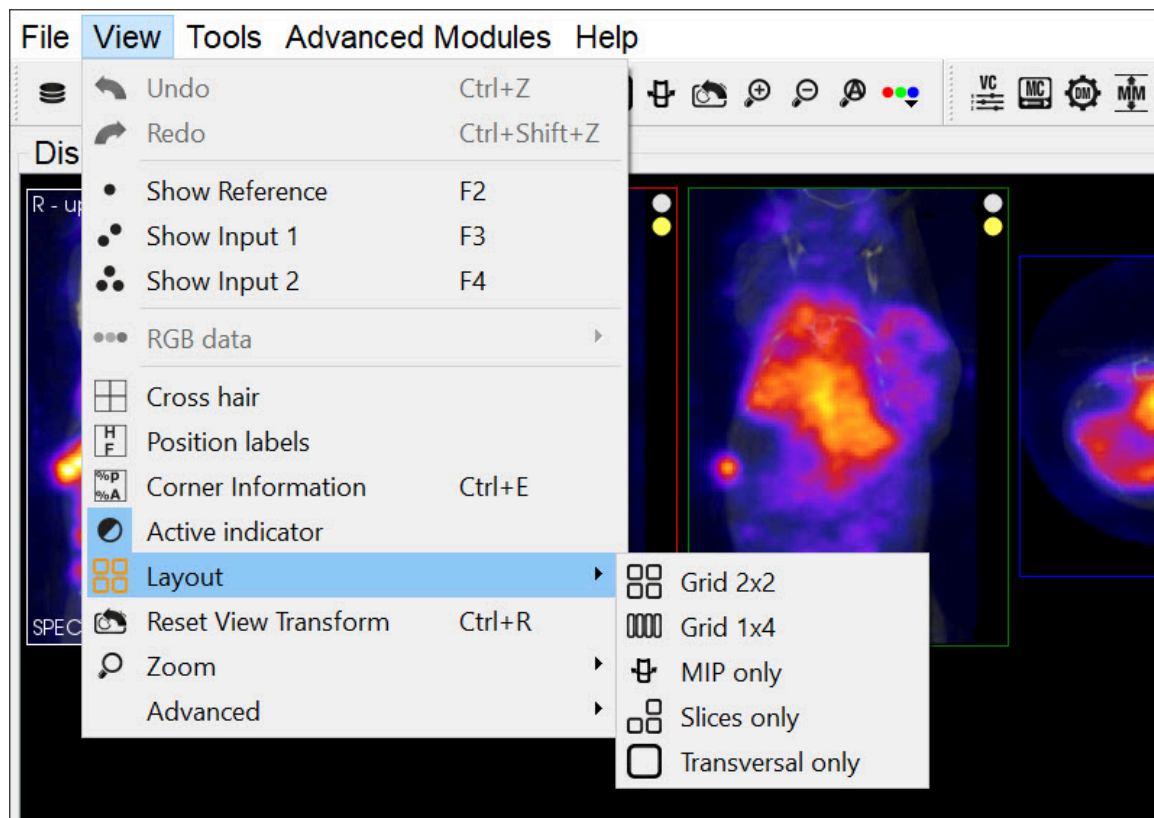 File View Tools Advanced Modules Help
VC MC DM MM
Undo Ctrl+Z
Redo Ctrl+Shift+Z
Dis
Show Reference F2
R - up
Show Input 1 F3
Show Input 2 F4
RGB data
Cross hair
H
F
Position labels
%P
%A
Corner Information Ctrl+E
Active indicator
Layout
Grid 2x2
SPEC
Reset View Transform Ctrl+R
Grid 1x4
Zoom
MIP only
Advanced
Slices only
Transversal only